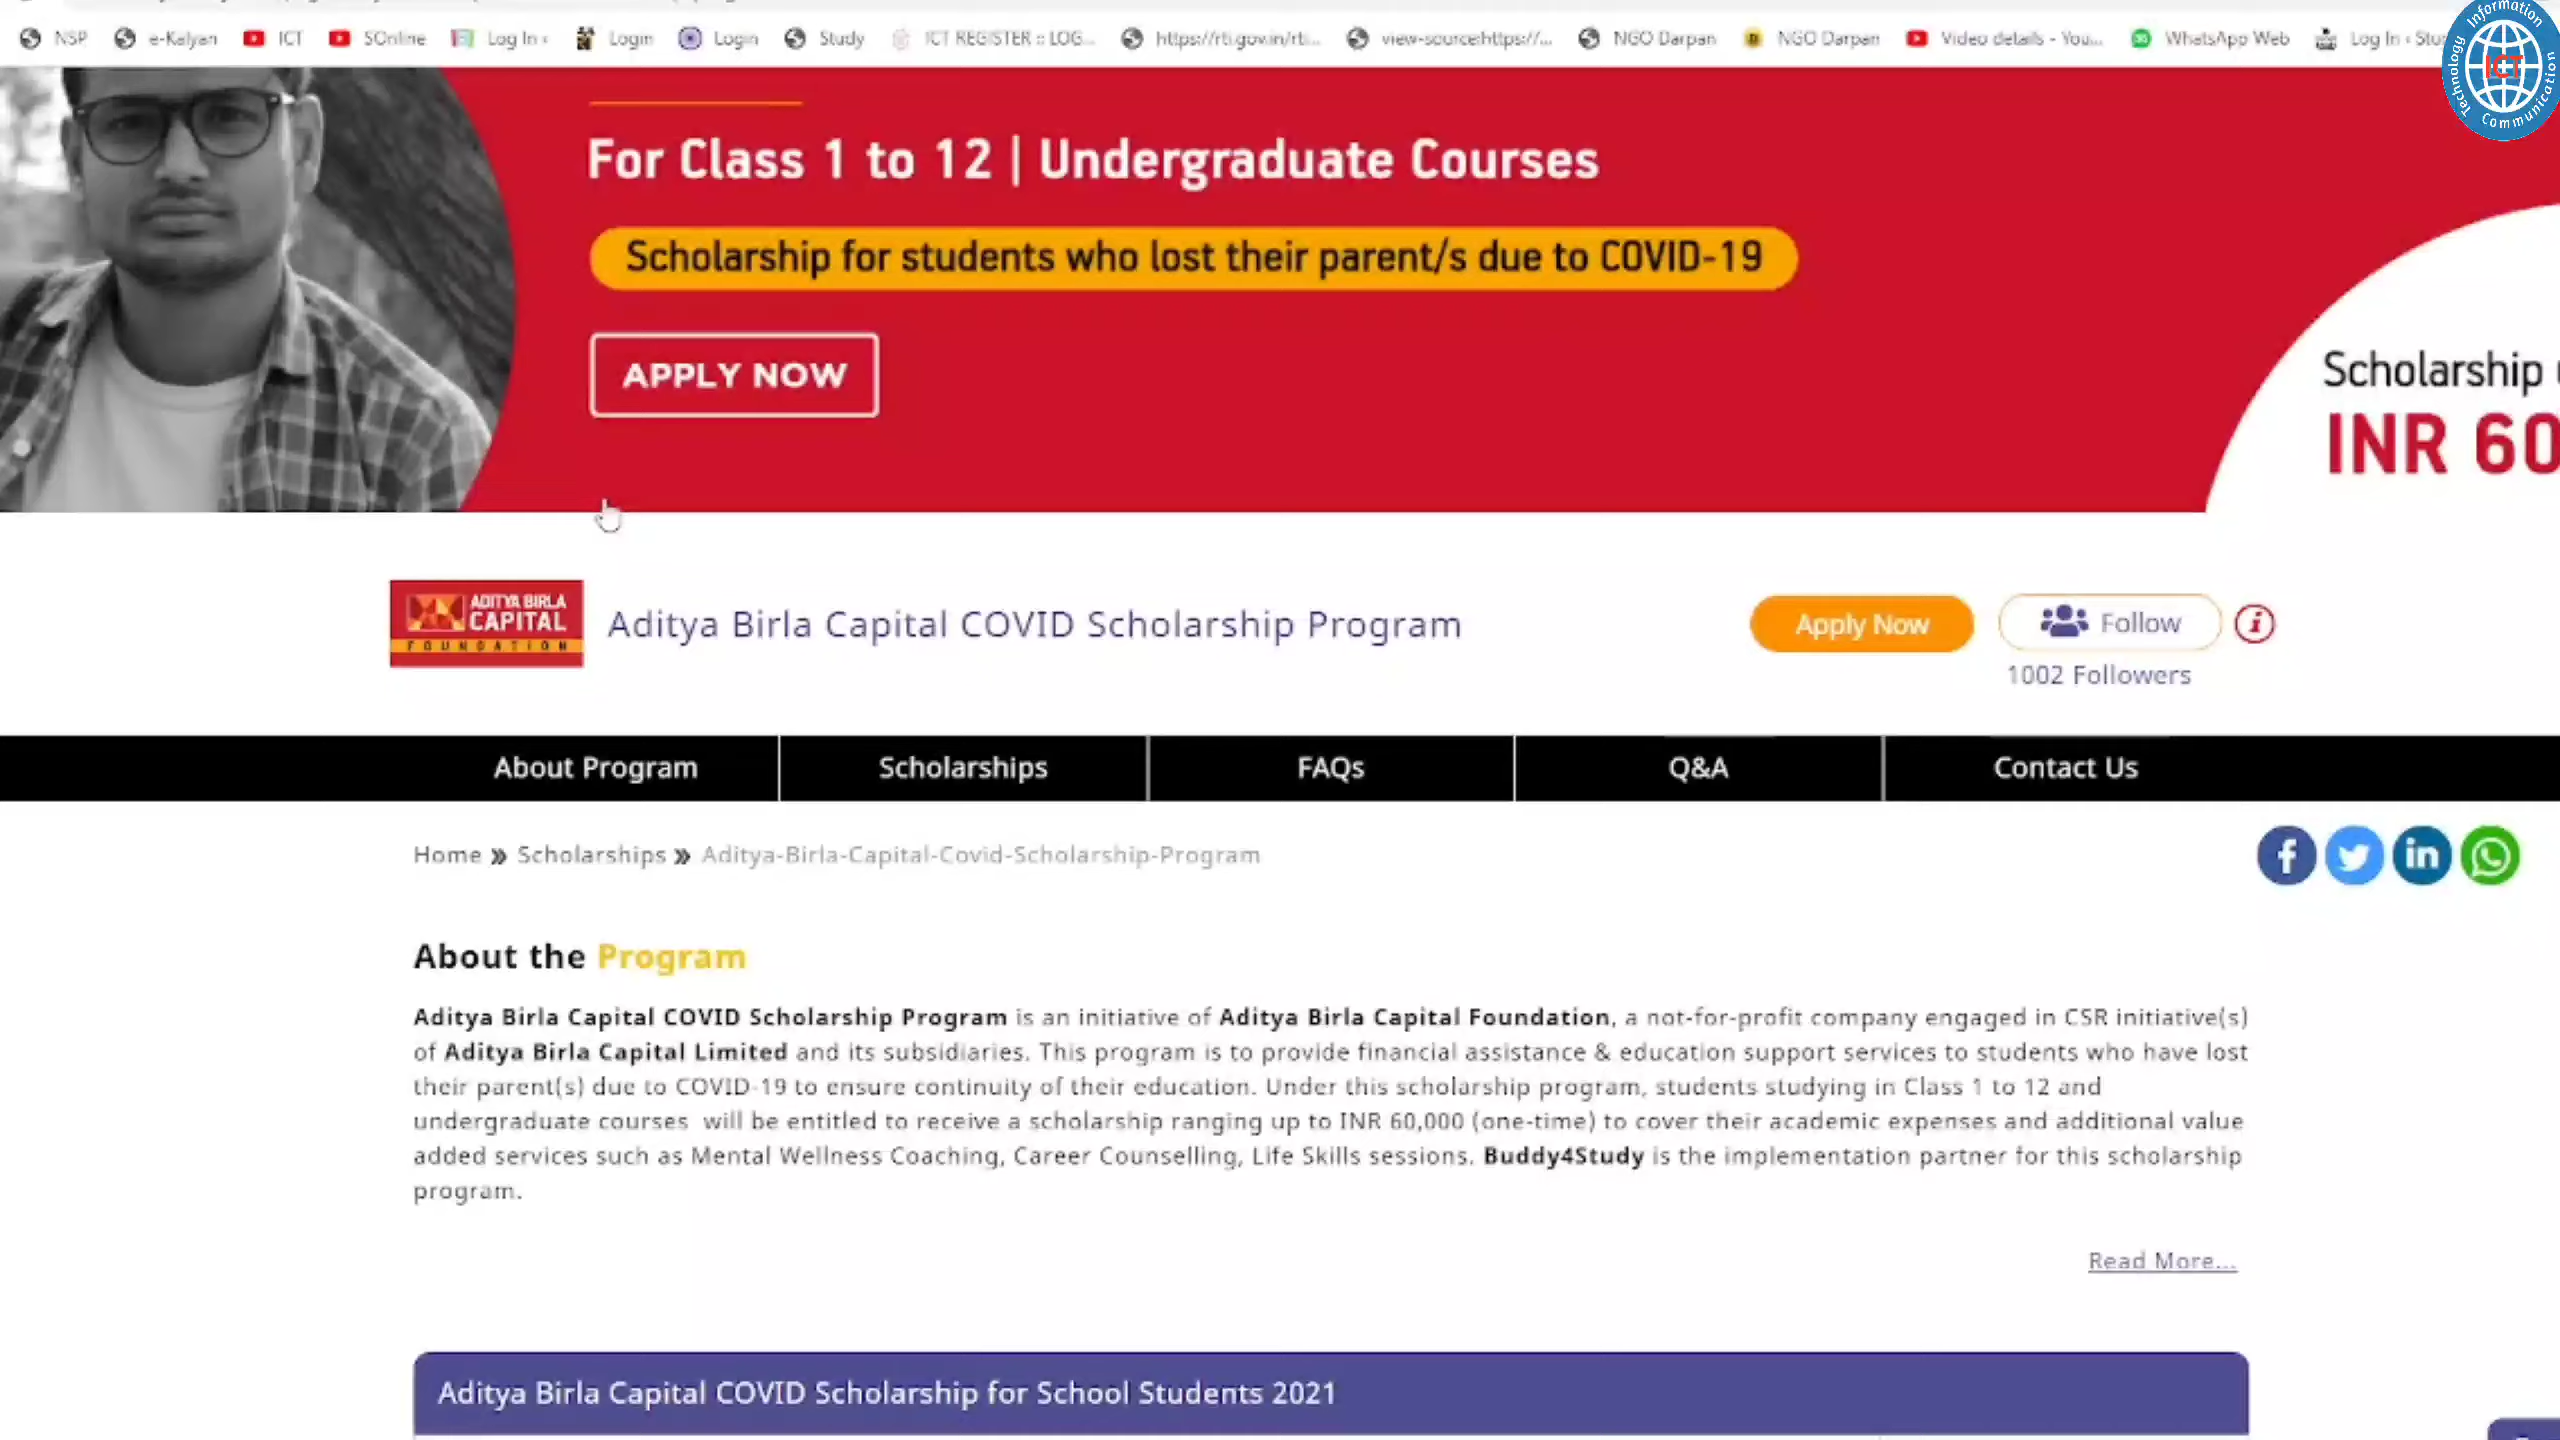 NSP e-Kalyan ICT SOnline Log In ‹ Login Login Study ICT REGISTER :: LOG... https://rti.gov.in/rti... view-source:https://... NGO Darpan NGO Darpan Video details - You... WhatsApp Web Log In ‹ Stu
Information
ICT
Technology
Communication
For Class 1 to 12 | Undergraduate Courses
Scholarship for students who lost their parent/s due to COVID-19
APPLY NOW
Scholarship
INR 60
ADITYA BIRLA
CAPITAL
FOUNDATION
Aditya Birla Capital COVID Scholarship Program
Apply Now
Follow
1002 Followers
About Program Scholarships FAQs Q&A Contact Us
Home » Scholarships » Aditya-Birla-Capital-Covid-Scholarship-Program
About the Program
Aditya Birla Capital COVID Scholarship Program is an initiative of Aditya Birla Capital Foundation, a not-for-profit company engaged in CSR initiative(s)
of Aditya Birla Capital Limited and its subsidiaries. This program is to provide financial assistance & education support services to students who have lost
their parent(s) due to COVID-19 to ensure continuity of their education. Under this scholarship program, students studying in Class 1 to 12 and
undergraduate courses will be entitled to receive a scholarship ranging up to INR 60,000 (one-time) to cover their academic expenses and additional value
added services such as Mental Wellness Coaching, Career Counselling, Life Skills sessions. Buddy4Study is the implementation partner for this scholarship
program.
Read More...
Aditya Birla Capital COVID Scholarship for School Students 2021